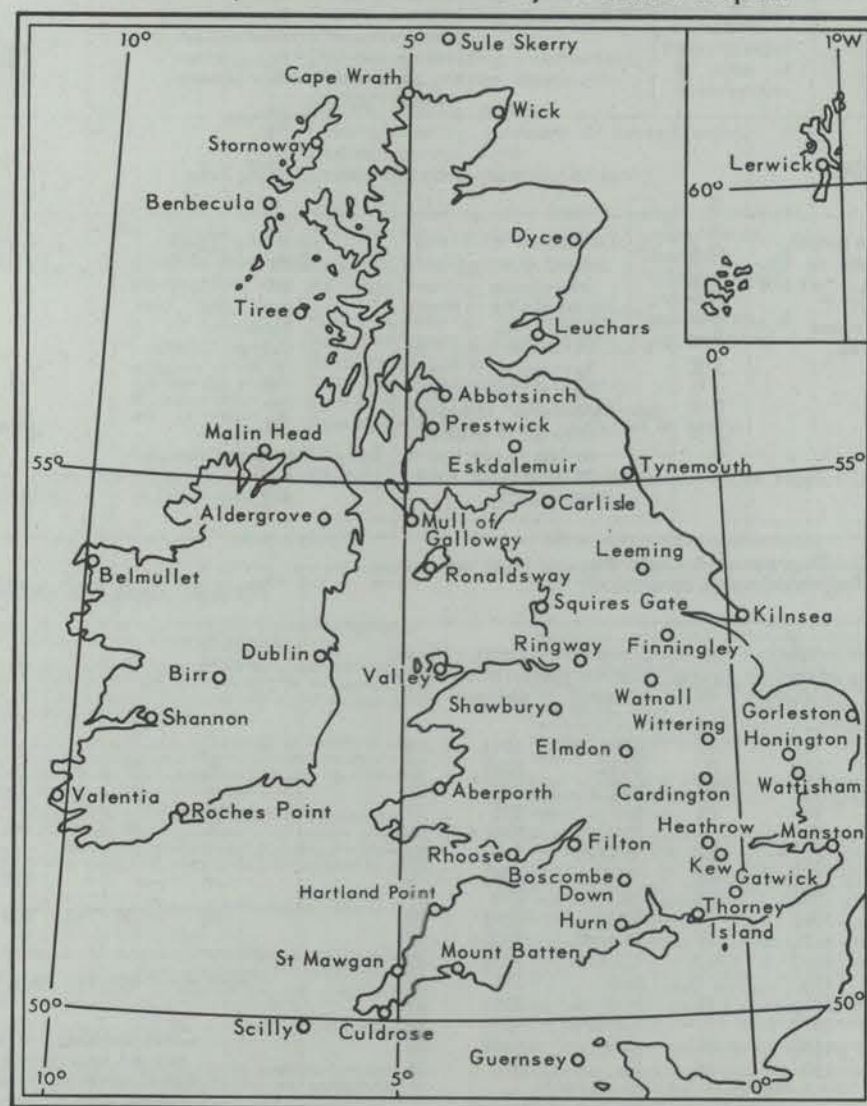 10°
5°
Sule Skerry
1°W
Cape Wrath
Wick
Stornoway
Lerwick
60°
Benbecula
Dyce
Tiree
Leuchars
0°
Abbotsinch
Malin Head
Prestwick
55°
Eskdalemuir
Tynemouth
55°
Aldergrove
Mull of
Galloway
Carlisle
Belmullet
Ronaldsway
Leeming
Squires Gate
Kilnsea
Dublin
Ringway
Finningley
Birr
Valley
Watnall
Shannon
Shawbury
Wittering
Gorleston
Elmdon
Honington
Valentia
Roches Point
Aberporth
Cardington
Wattisham
Rhoose
Filton
Heathrow
Manston
Kew
Hartland Point
Boscombe
Down
Gatwick
Hurn
Thorney
Island
St Mawgan
Mount Batten
50°
50°
Scilly
Culdrose
Guernsey
10°
5°
0°